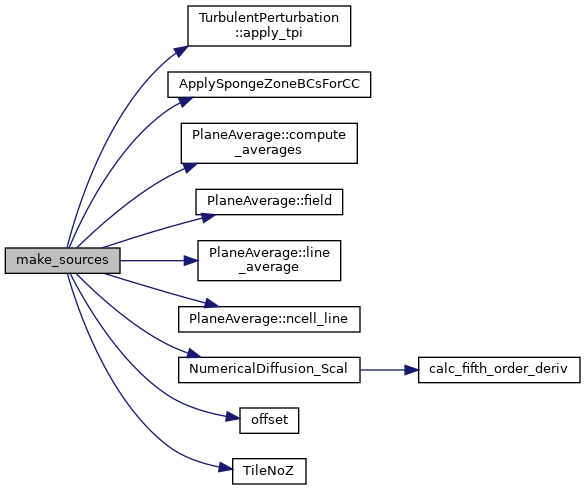 TurbulentPerturbation
::apply_tpi
ApplySpongeZoneBCsForCC
PlaneAverage::compute
_averages
PlaneAverage::field
make_sources
PlaneAverage::line
_average
PlaneAverage::ncell_line
NumericalDiffusion_Scal
calc_fifth_order_deriv
offset
TileNoZ